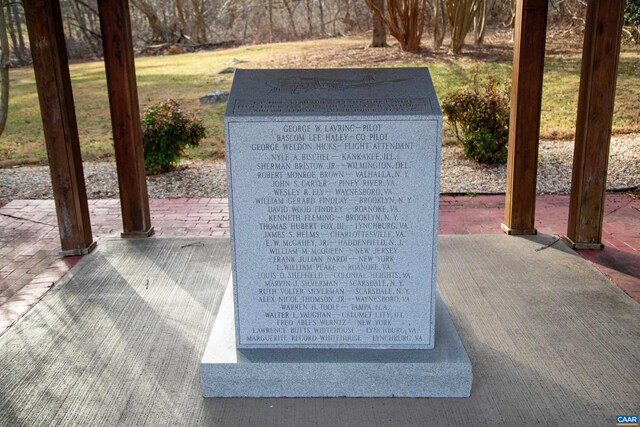 GEORGE W. LAVRINC—PILOT
BASCOM LEE HALEY—CO PILOT
GEORGE WELDON HICKS—FLIGHT ATTENDANT
NYLE A. BISCHEL — KANKAKEE, ILL
SHERMAN BRISTOW, JR.—WILMINGTON, DEL.
ROBERT MONROE BROWN—VALHALLA, N.Y.
JOHN S. CARTER—PINEY RIVER, VA.
WESLEY R. ELY—WAYNESBORO, VA.
WILLIAM GERARD FINDLAY—BROOKLYN, N.Y.
DAVID WOOD FINDLEY—ROANOKE, VA.
KENNETH FLEMING—BROOKLYN, N.Y.
THOMAS HUBERT FOX, III—LYNCHBURG, VA.
JAMES S. HELMS—CHARLOTTESVILLE, VA.
E. W. McGAHEY, JR.—HADDENFIELD, N.J.
WILLIAM M. McQUEEN—NEW JERSEY
FRANK JULIAN HARDI—NEW YORK
E. WILLIAM PEAKE—ROANOKE, VA.
LOUIS D. SHEFFIELD—COLONIAL HEIGHTS, VA.
MARVIN J. SILVERMAN—SCARSDALE, N.Y.
RUTH VOLTER SILVERMAN—SCARSDALE, N.Y.
ALEX NICOL THOMSON, JR.—WAYNESBORO, VA
WARREN H. TOOLE—TAMPA, FLA.
WALTER L. VAUGHAN—CALUMET CITY, ILL.
FRED ABLES WERNTZ—NEW YORK
LAWRENCE BUTTS WHITEHOUSE—LYNCHBURG, VA
MARGUERITE RECORD WHITEHOUSE—LYNCHBURG, VA
CAAR